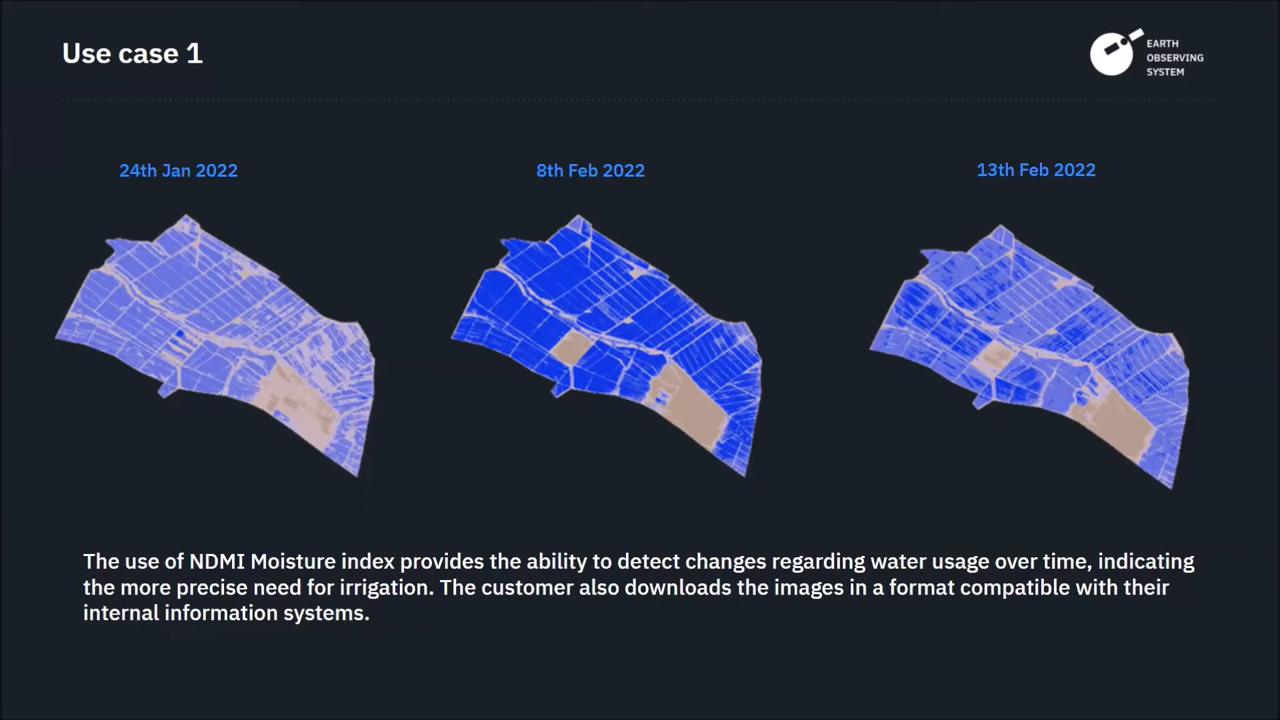 Use case 1
EARTH
OBSERVING
SYSTEM
24th Jan 2022
8th Feb 2022
13th Feb 2022
The use of NDMI Moisture index provides the ability to detect changes regarding water usage over time, indicating
the more precise need for irrigation. The customer also downloads the images in a format compatible with their
internal information systems.